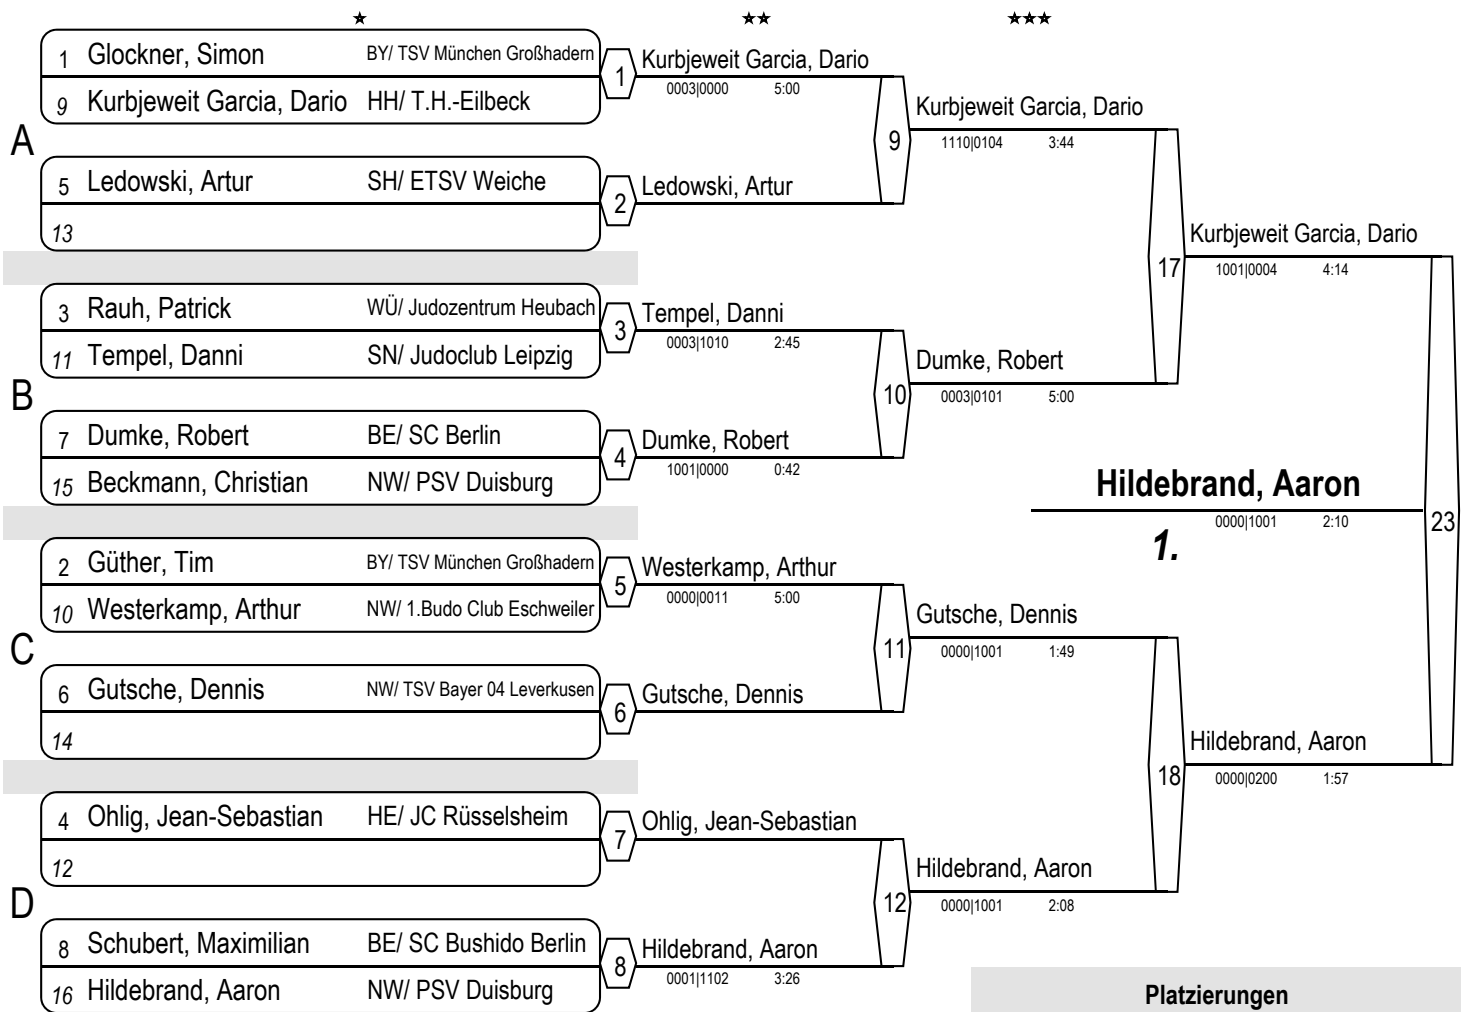 1 Glockner, Simon BY/ TSV München Großhadern
9 Kurbjeweit Garcia, Dario HH/ T.H.-Eilbeck
A
5 Ledowski, Artur SH/ ETSV Weiche
13
3 Rauh, Patrick WÜ/ Judozentrum Heubach
11 Tempel, Danni SN/ Judoclub Leipzig
B
7 Dumke, Robert BE/ SC Berlin
15 Beckmann, Christian NW/ PSV Duisburg
2 Güther, Tim BY/ TSV München Großhadern
10 Westerkamp, Arthur NW/ 1.Budo Club Eschweiler
C
6 Gutsche, Dennis NW/ TSV Bayer 04 Leverkusen
14
4 Ohlig, Jean-Sebastian HE/ JC Rüsselsheim
12
D
8 Schubert, Maximilian BE/ SC Bushido Berlin
16 Hildebrand, Aaron NW/ PSV Duisburg
1 Kurbjeweit Garcia, Dario
0003|0000 5:00
2 Ledowski, Artur
3 Tempel, Danni
0003|1010 2:45
4 Dumke, Robert
1001|0000 0:42
5 Westerkamp, Arthur
0000|0011 5:00
6 Gutsche, Dennis
7 Ohlig, Jean-Sebastian
8 Hildebrand, Aaron
0001|1102 3:26
9 Kurbjeweit Garcia, Dario
1110|0104 3:44
10 Dumke, Robert
0003|0101 5:00
11 Gutsche, Dennis
0000|1001 1:49
12 Hildebrand, Aaron
0000|1001 2:08
17 Kurbjeweit Garcia, Dario
1001|0004 4:14
18 Hildebrand, Aaron
0000|0200 1:57
23
Hildebrand, Aaron
0000|1001 2:10
1.
Platzierungen